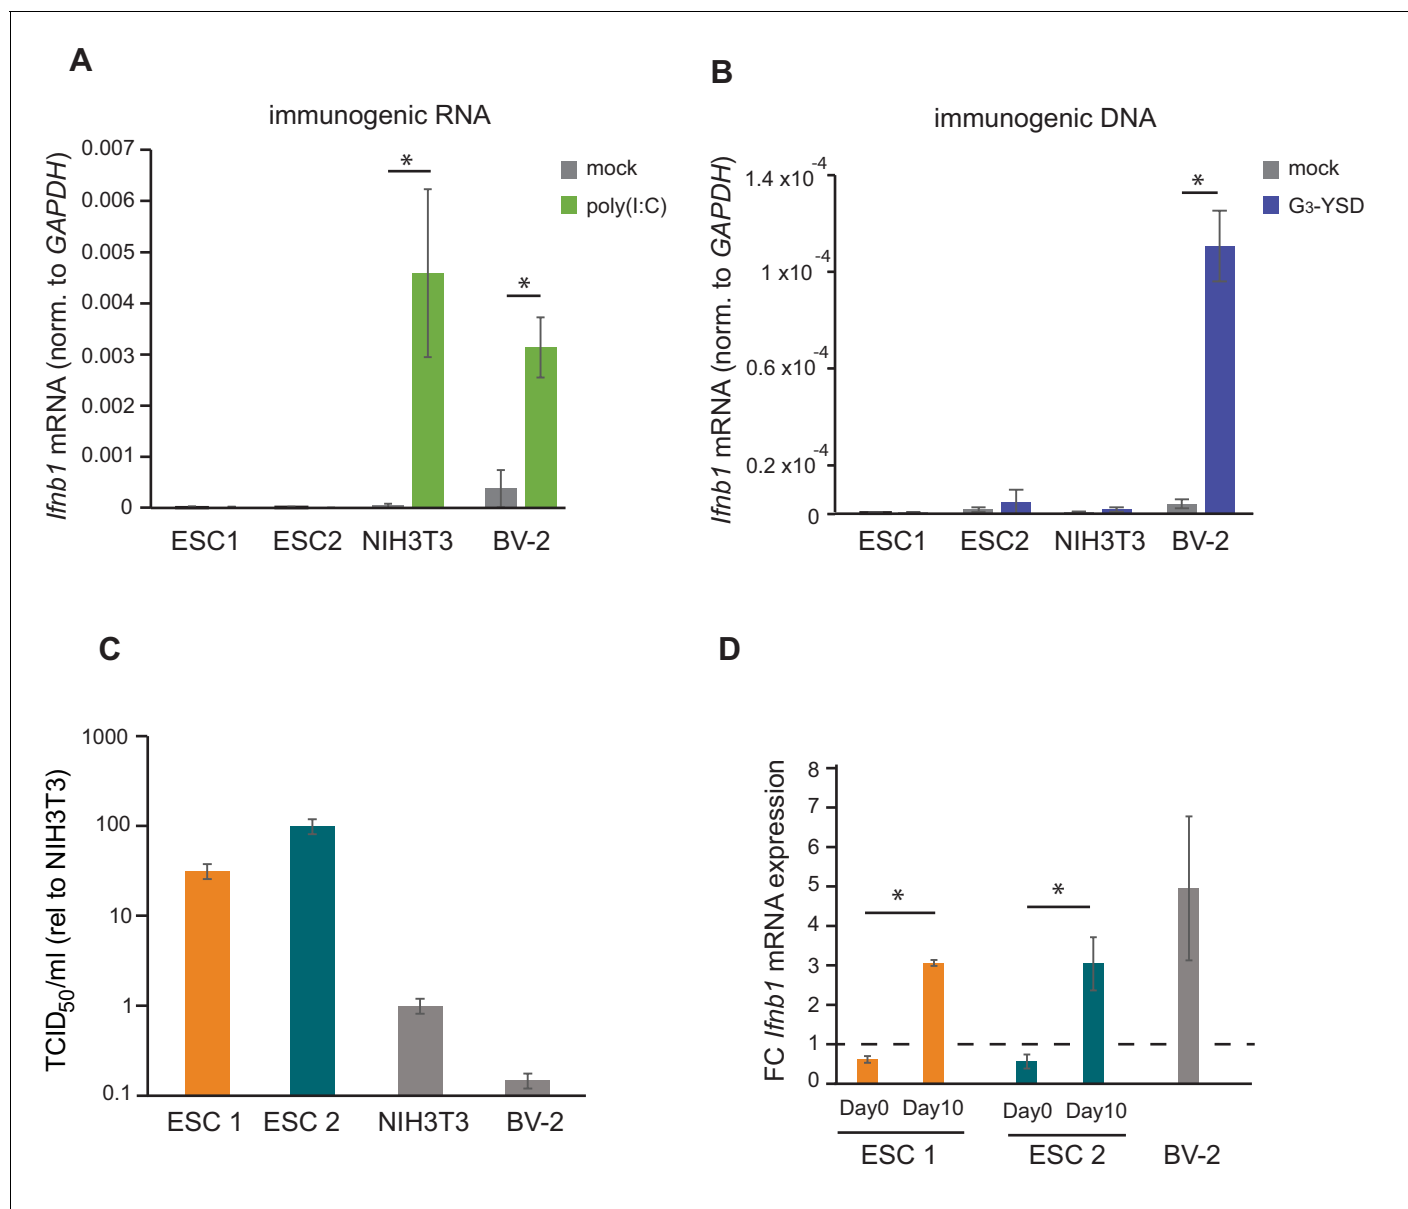 A
immunogenic RNA
Ifnb1 mRNA (norm. to GAPDH)
0.007
0.006
0.005
0.004
0.003
0.002
0.001
0
*
*
mock
poly(I:C)
ESC1 ESC2 NIH3T3 BV-2
B
immunogenic DNA
Ifnb1 mRNA (norm. to GAPDH)
1.4 x10⁻⁴
1 x10⁻⁴
0.6 x10⁻⁴
0.2 x10⁻⁴
0
*
mock
G₃-YSD
ESC1 ESC2 NIH3T3 BV-2
C
TCID₅₀/ml (rel to NIH3T3)
1000
100
10
1
0.1
ESC 1 ESC 2 NIH3T3 BV-2
D
FC Ifnb1 mRNA expression
8
7
6
5
4
3
2
1
0
*
*
Day0 Day10 Day0 Day10
ESC 1 ESC 2 BV-2